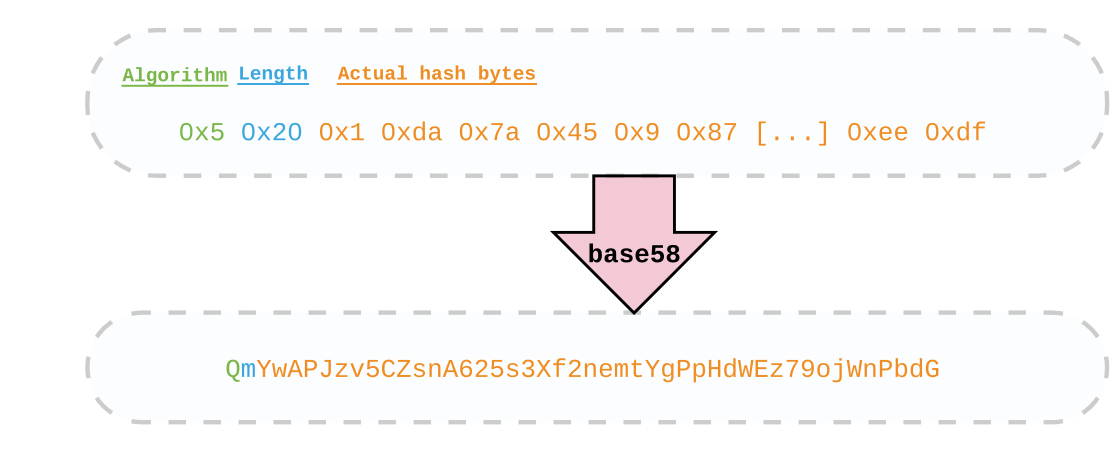 Algorithm Length Actual hash bytes
0x5 0x20 0x1 0xda 0x7a 0x45 0x9 0x87 [...] 0xee 0xdf
base58
QmYwAPJzv5CZsnA625s3Xf2nemtYgPpHdWEz79ojWnPbdG